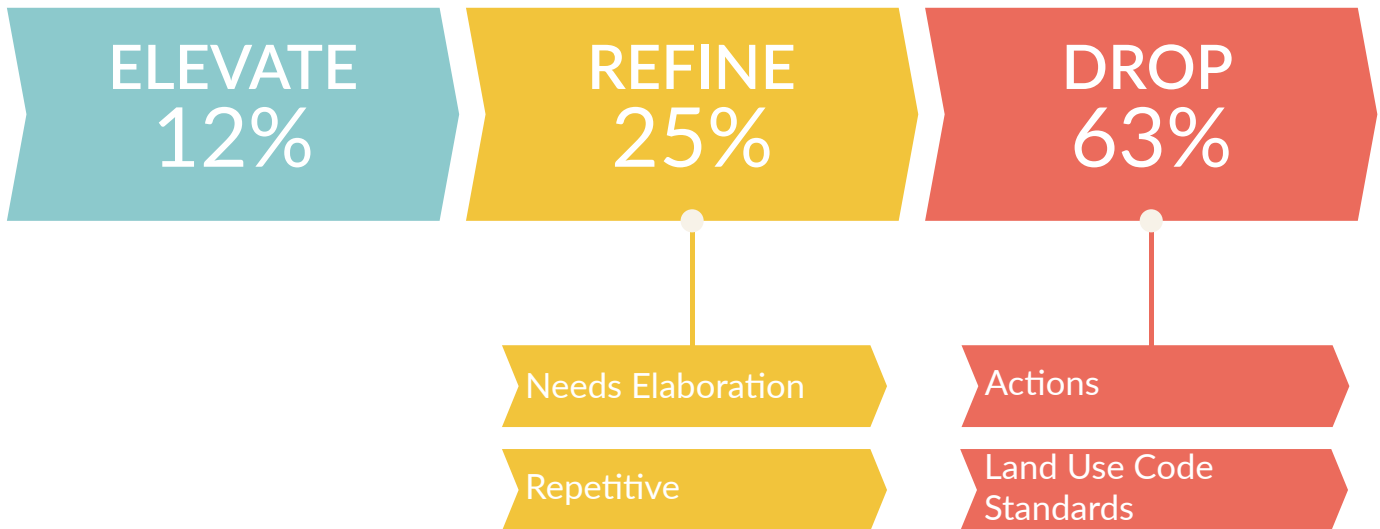 ELEVATE
12%
REFINE
25%
DROP
63%
Needs Elaboration
Repetitive
Actions
Land Use Code
Standards